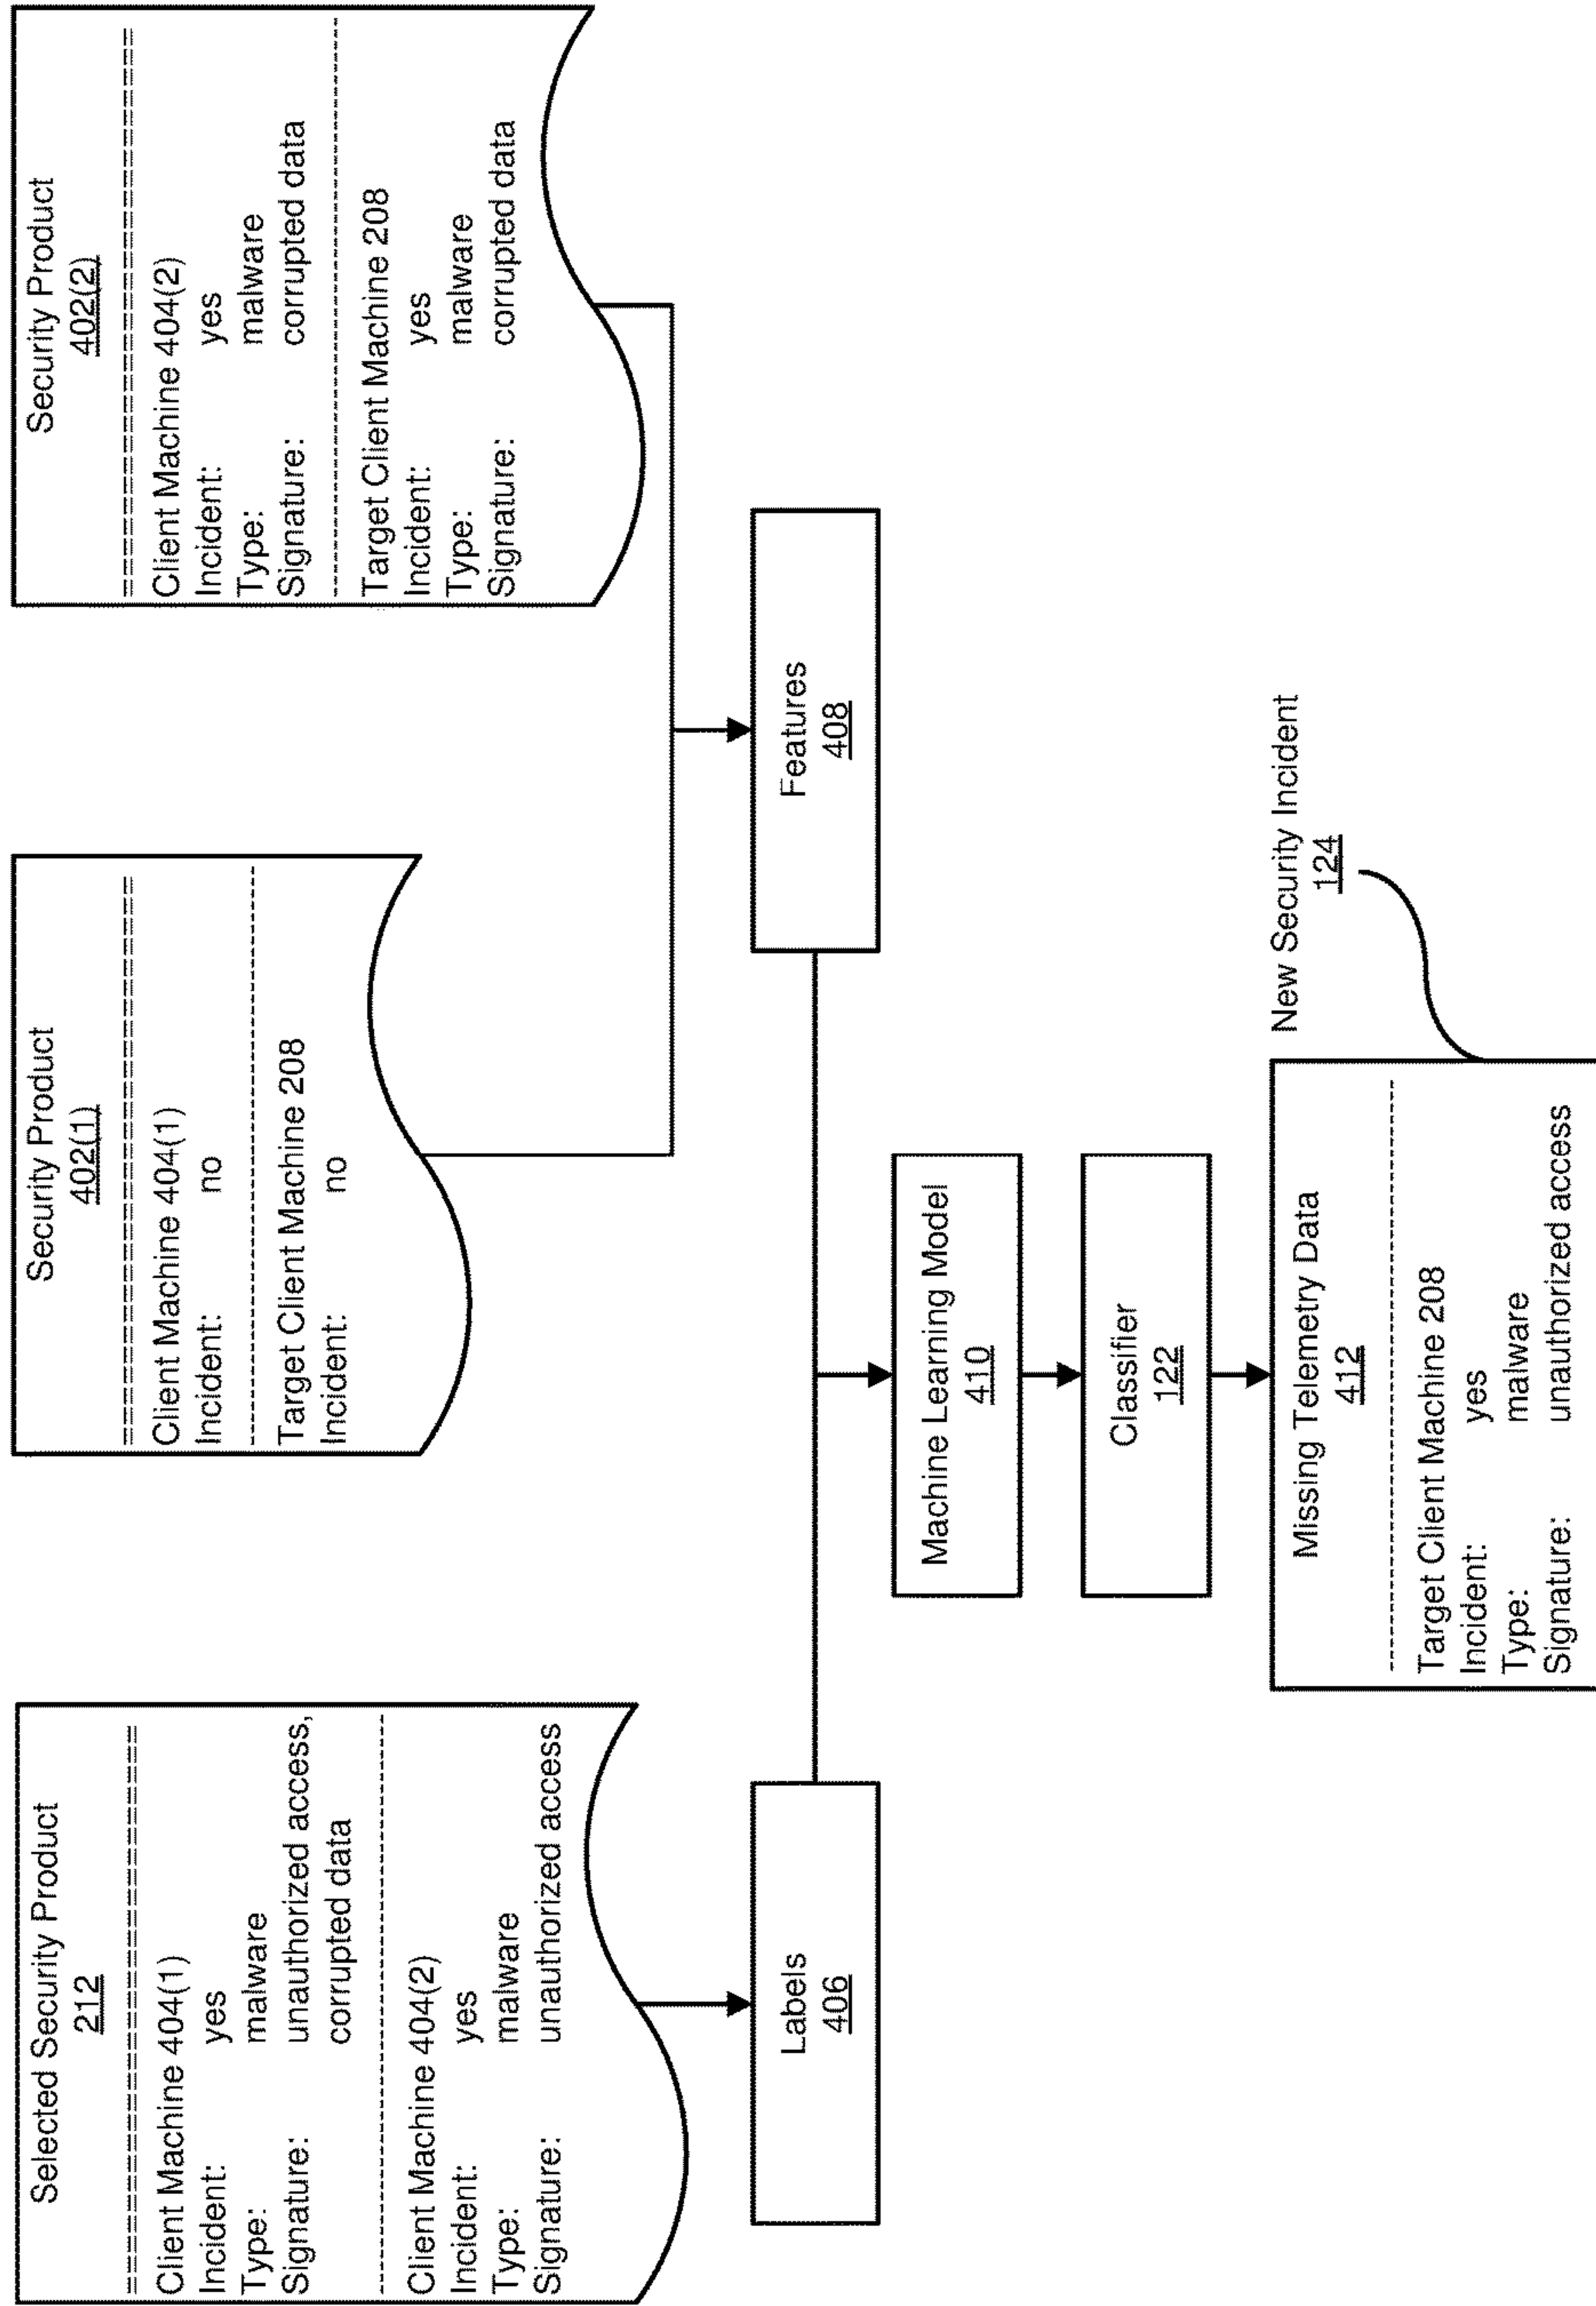 Selected Security Product
212
Client Machine 404(1)
Incident: yes
Type: malware
Signature: unauthorized access,
corrupted data
Client Machine 404(2)
Incident: yes
Type: malware
Signature: unauthorized access
Security Product
402(1)
Client Machine 404(1)
Incident: no
Target Client Machine 208
Incident: no
Security Product
402(2)
Client Machine 404(2)
Incident: yes
Type: malware
Signature: corrupted data
Target Client Machine 208
Incident: yes
Type: malware
Signature: corrupted data
Labels
406
Features
408
Machine Learning Model
410
Classifier
122
New Security Incident
124
Missing Telemetry Data
412
Target Client Machine 208
Incident: yes
Type: malware
Signature: unauthorized access